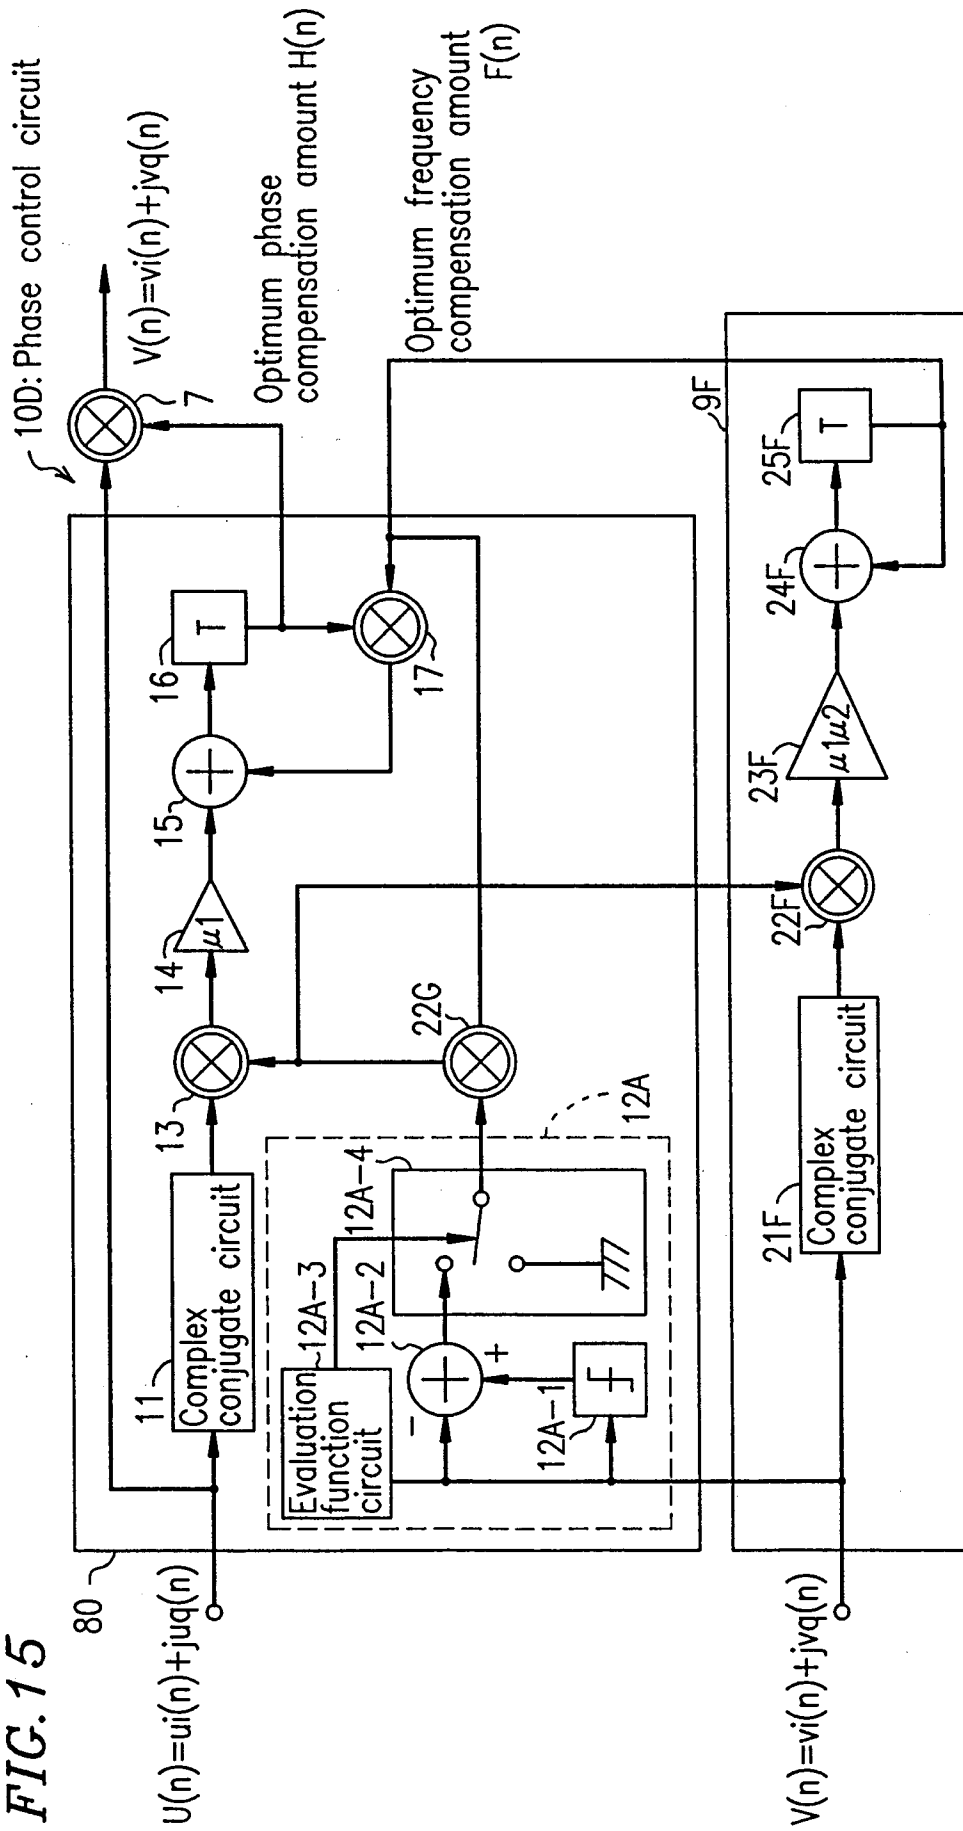 FIG.15
10D: Phase control circuit
80
U(n)=ui(n)+juq(n)
V(n)=vi(n)+jvq(n)
7
11
Complex
conjugate circuit
13
14
μ1
15
16
T
17
Optimum phase
compensation amount H(n)
Optimum frequency
compensation amount
F(n)
Evaluation
function
circuit
12A-3
12A-2
12A-4
12A-1
-
+
12A
22G
V(n)=vi(n)+jvq(n)
21F
Complex
conjugate circuit
22F
23F
μ1μ2
24F
25F
T
9F